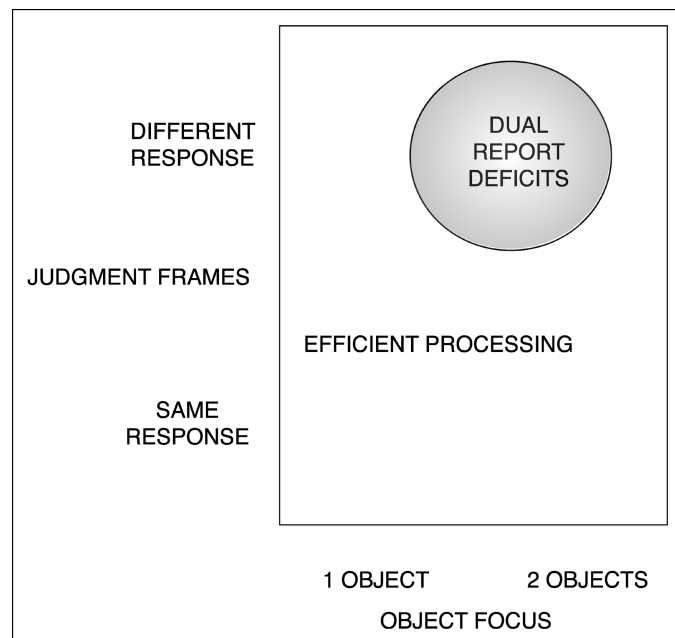 DUAL
REPORT
DEFICITS
DIFFERENT
RESPONSE
JUDGMENT FRAMES
EFFICIENT PROCESSING
SAME
RESPONSE
1 OBJECT
2 OBJECTS
OBJECT FOCUS